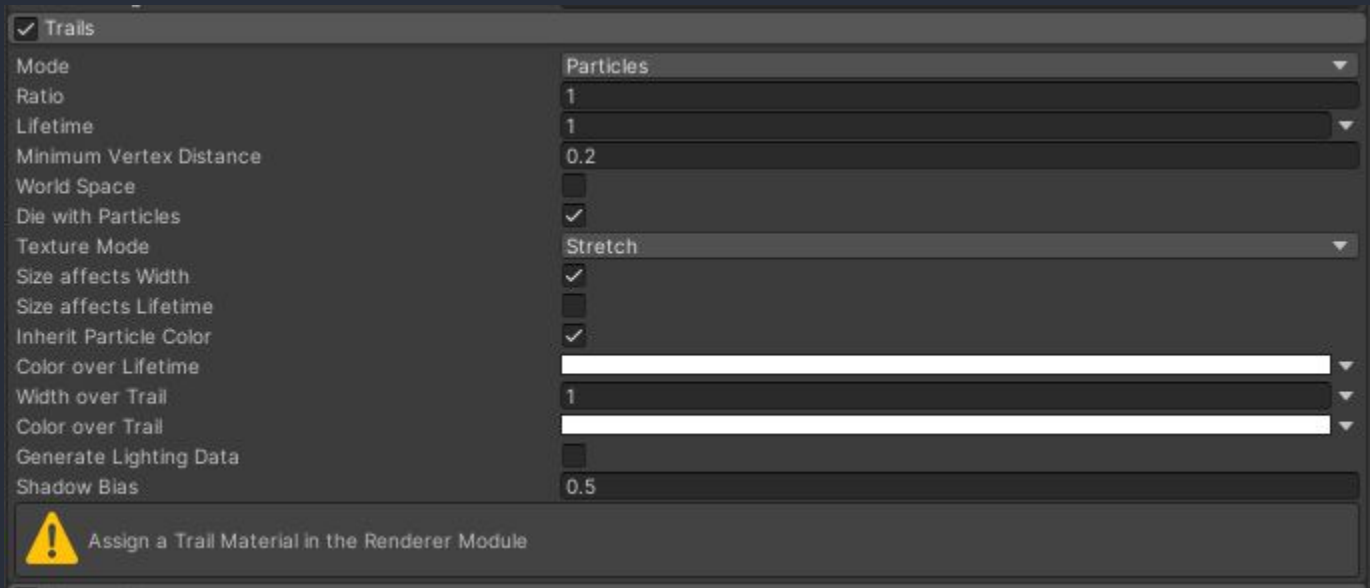 Trails
Mode Particles
Ratio 1
Lifetime 1
Minimum Vertex Distance 0.2
World Space
Die with Particles
Texture Mode Stretch
Size affects Width
Size affects Lifetime
Inherit Particle Color
Color over Lifetime
Width over Trail 1
Color over Trail
Generate Lighting Data
Shadow Bias 0.5
Assign a Trail Material in the Renderer Module